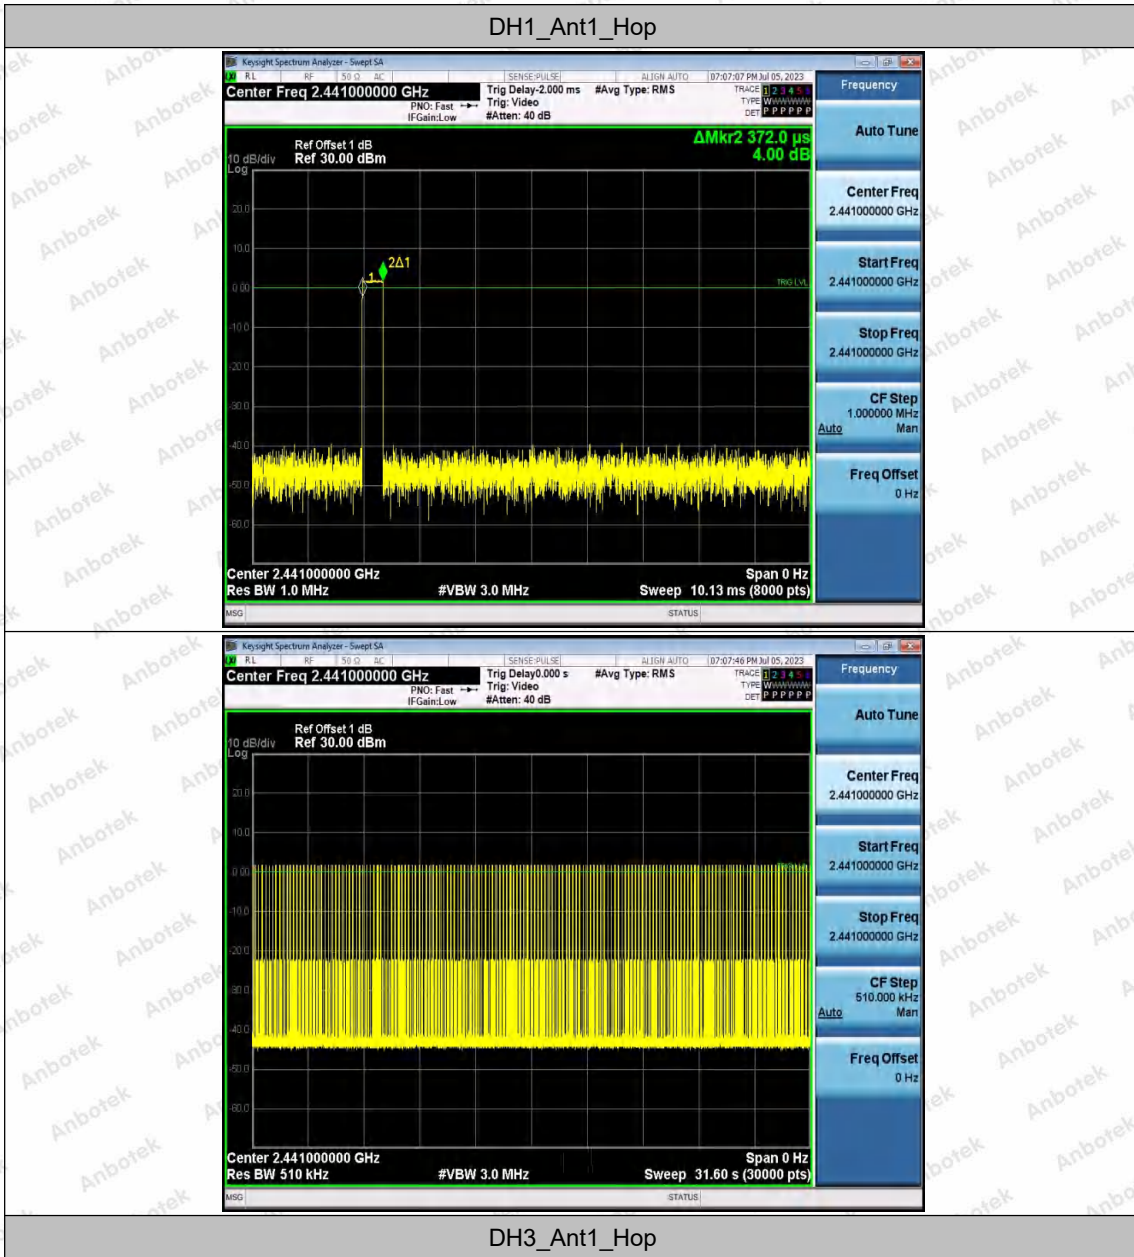 DH1_Ant1_Hop
Keysight Spectrum Analyzer - Swept SA
RL RF 50 Ω AC SENSE:PULSE ALIGN AUTO 07:07:07 PM Jul 05, 2023
Center Freq 2.441000000 GHz
PNO: Fast
IFGain:Low
Trig Delay-2.000 ms
Trig: Video
#Atten: 40 dB
#Avg Type: RMS
TRACE 1 2 3 4 5 6
TYPE WWWWWW
DET P P P P P P
Frequency
Auto Tune
Center Freq
2.441000000 GHz
Start Freq
2.441000000 GHz
Stop Freq
2.441000000 GHz
CF Step
1.000000 MHz
Auto Man
Freq Offset
0 Hz
ΔMkr2 372.0 µs
4.00 dB
Ref Offset 1 dB
10 dB/div Ref 30.00 dBm
Log
20.0
10.0
0.00
-10.0
-20.0
-30.0
-40.0
-50.0
-60.0
1
2Δ1
TRIG LVL
Center 2.441000000 GHz Span 0 Hz
Res BW 1.0 MHz #VBW 3.0 MHz Sweep 10.13 ms (8000 pts)
MSG STATUS
Keysight Spectrum Analyzer - Swept SA
RL RF 50 Ω AC SENSE:PULSE ALIGN AUTO 07:07:46 PM Jul 05, 2023
Center Freq 2.441000000 GHz
PNO: Fast
IFGain:Low
Trig Delay0.000 s
Trig: Video
#Atten: 40 dB
#Avg Type: RMS
TRACE 1 2 3 4 5 6
TYPE WWWWWW
DET P P P P P P
Frequency
Auto Tune
Center Freq
2.441000000 GHz
Start Freq
2.441000000 GHz
Stop Freq
2.441000000 GHz
CF Step
510.000 kHz
Auto Man
Freq Offset
0 Hz
Ref Offset 1 dB
10 dB/div Ref 30.00 dBm
Log
20.0
10.0
0.00
-10.0
-20.0
-30.0
-40.0
-50.0
-60.0
Center 2.441000000 GHz Span 0 Hz
Res BW 510 kHz #VBW 3.0 MHz Sweep 31.60 s (30000 pts)
MSG STATUS
DH3_Ant1_Hop
Anbotek